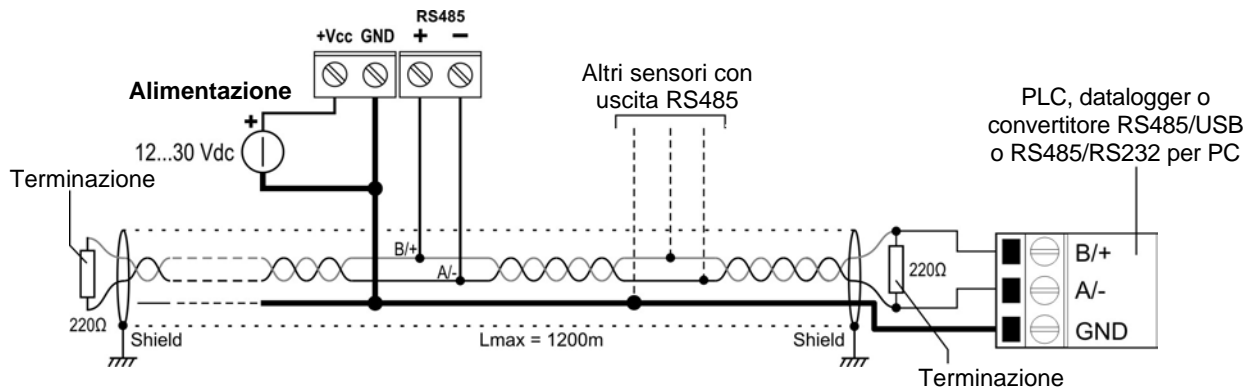 RS485
+Vcc GND + −
Alimentazione
+
12...30 Vdc
Terminazione
220Ω
Shield
B/+
A/-
Altri sensori con
uscita RS485
Lmax = 1200m
Shield
220Ω
Terminazione
PLC, datalogger o
convertitore RS485/USB
o RS485/RS232 per PC
B/+
A/-
GND